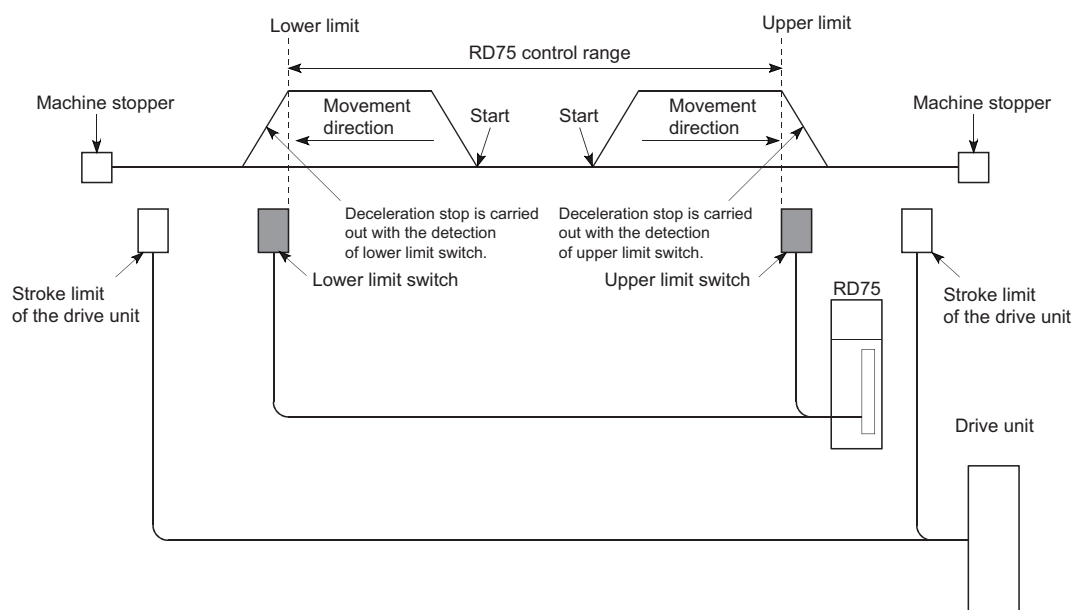 Lower limit
Upper limit
RD75 control range
Machine stopper
Movement
direction
Start
Start
Movement
direction
Machine stopper
Deceleration stop is carried
out with the detection
of lower limit switch.
Deceleration stop is carried
out with the detection
of upper limit switch.
Lower limit switch
Upper limit switch
Stroke limit
of the drive unit
RD75
Stroke limit
of the drive unit
Drive unit